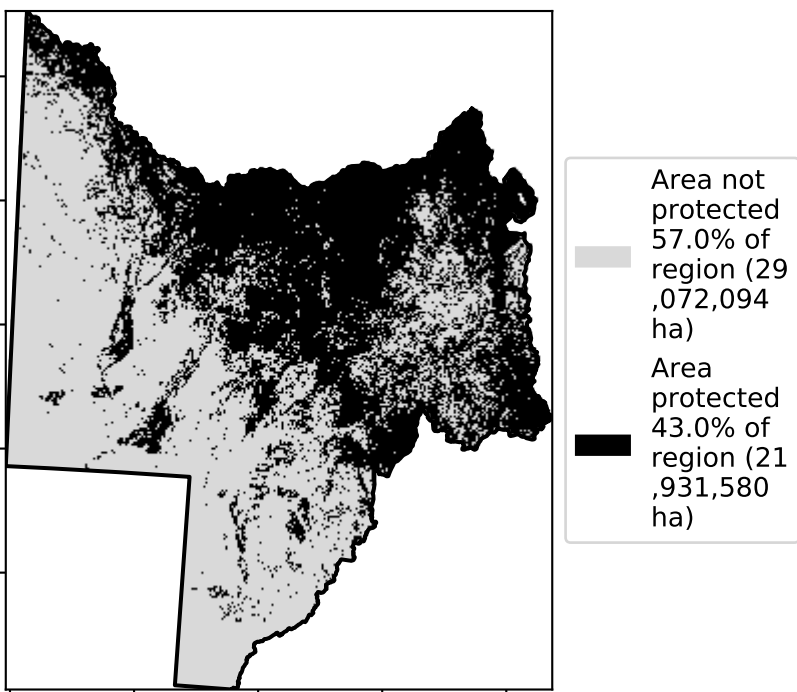 Area not
protected
57.0% of
region (29
,072,094
ha)
Area
protected
43.0% of
region (21
,931,580
ha)